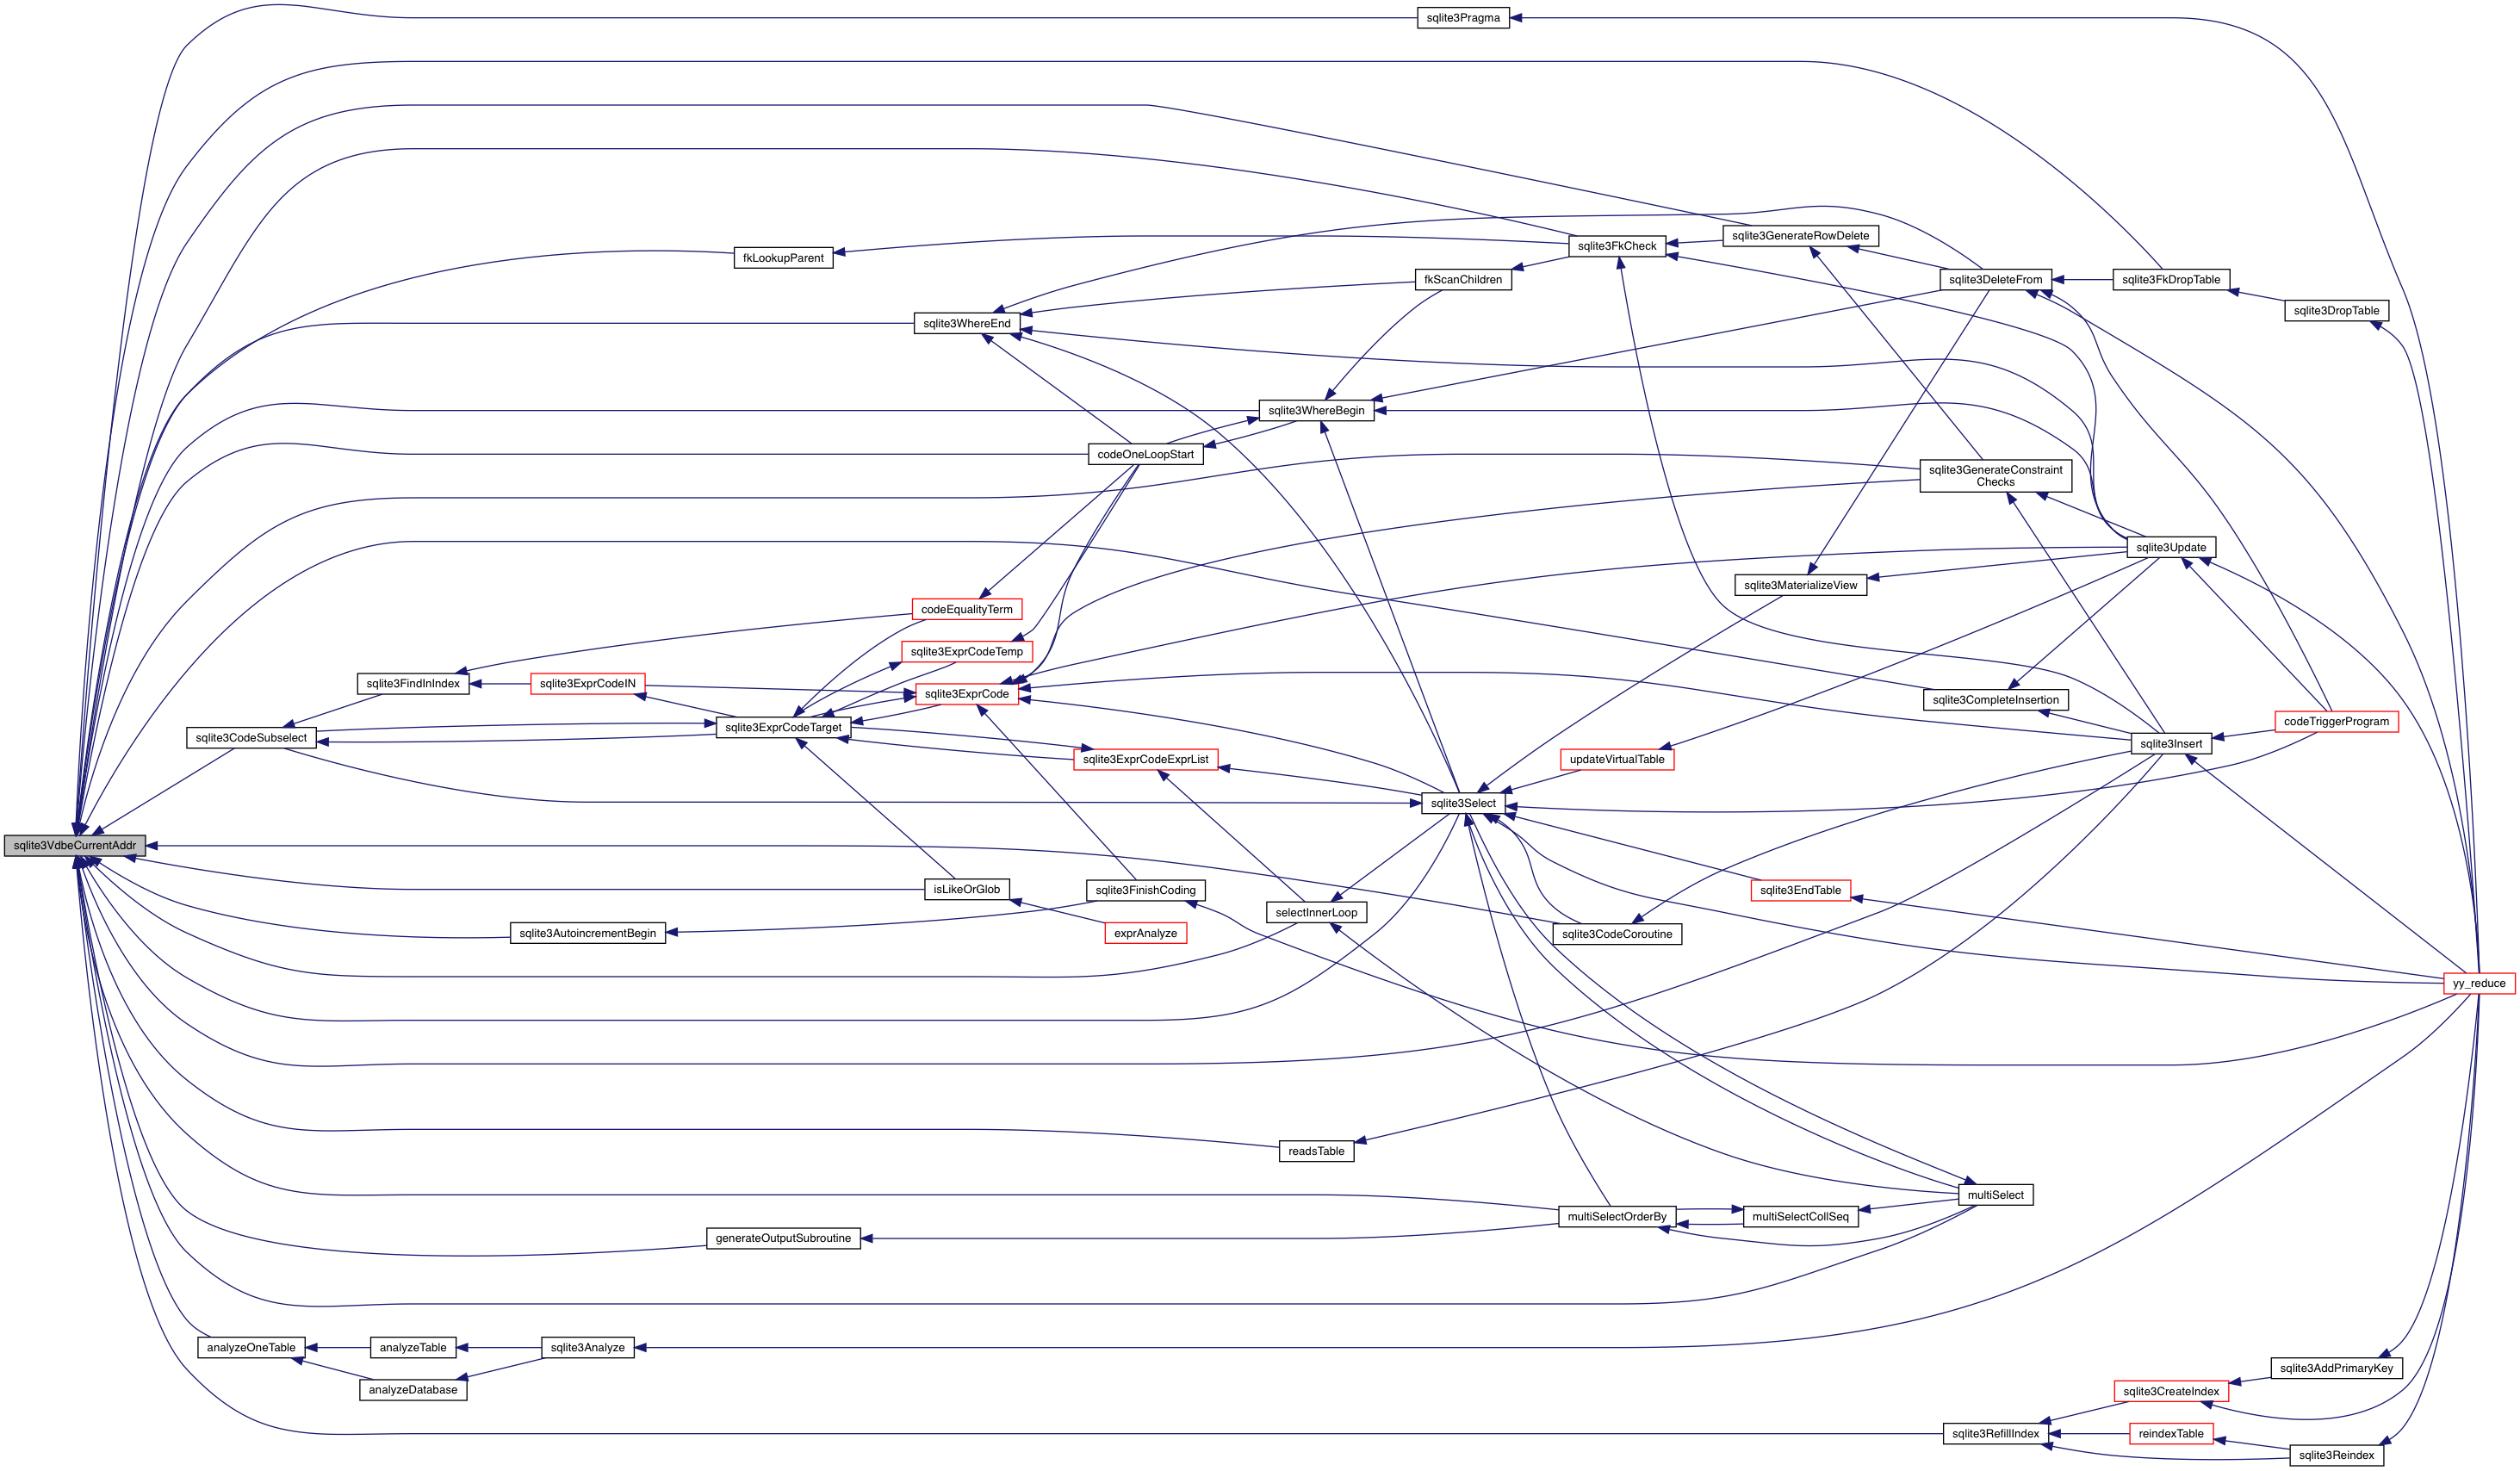 sqlite3Pragma
fkLookupParent
sqlite3FkCheck
sqlite3GenerateRowDelete
fkScanChildren
sqlite3DeleteFrom
sqlite3FkDropTable
sqlite3DropTable
sqlite3WhereEnd
sqlite3WhereBegin
codeOneLoopStart
sqlite3GenerateConstraint
Checks
sqlite3Update
sqlite3MaterializeView
codeEqualityTerm
sqlite3ExprCodeTemp
sqlite3FindInIndex
sqlite3ExprCodeIN
sqlite3ExprCode
sqlite3CompleteInsertion
codeTriggerProgram
sqlite3CodeSubselect
sqlite3ExprCodeTarget
sqlite3Insert
sqlite3ExprCodeExprList
updateVirtualTable
sqlite3Select
sqlite3VdbeCurrentAddr
isLikeOrGlob
sqlite3FinishCoding
sqlite3EndTable
selectInnerLoop
sqlite3AutoincrementBegin
exprAnalyze
sqlite3CodeCoroutine
yy_reduce
readsTable
multiSelect
multiSelectOrderBy
multiSelectCollSeq
generateOutputSubroutine
analyzeOneTable
analyzeTable
sqlite3Analyze
sqlite3AddPrimaryKey
analyzeDatabase
sqlite3CreateIndex
sqlite3RefillIndex
reindexTable
sqlite3Reindex